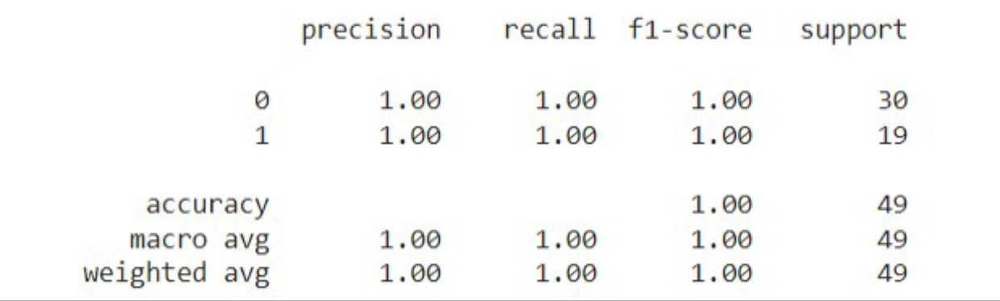 precision recall f1-score support
0 1.00 1.00 1.00 30
1 1.00 1.00 1.00 19
accuracy 1.00 49
macro avg 1.00 1.00 1.00 49
weighted avg 1.00 1.00 1.00 49